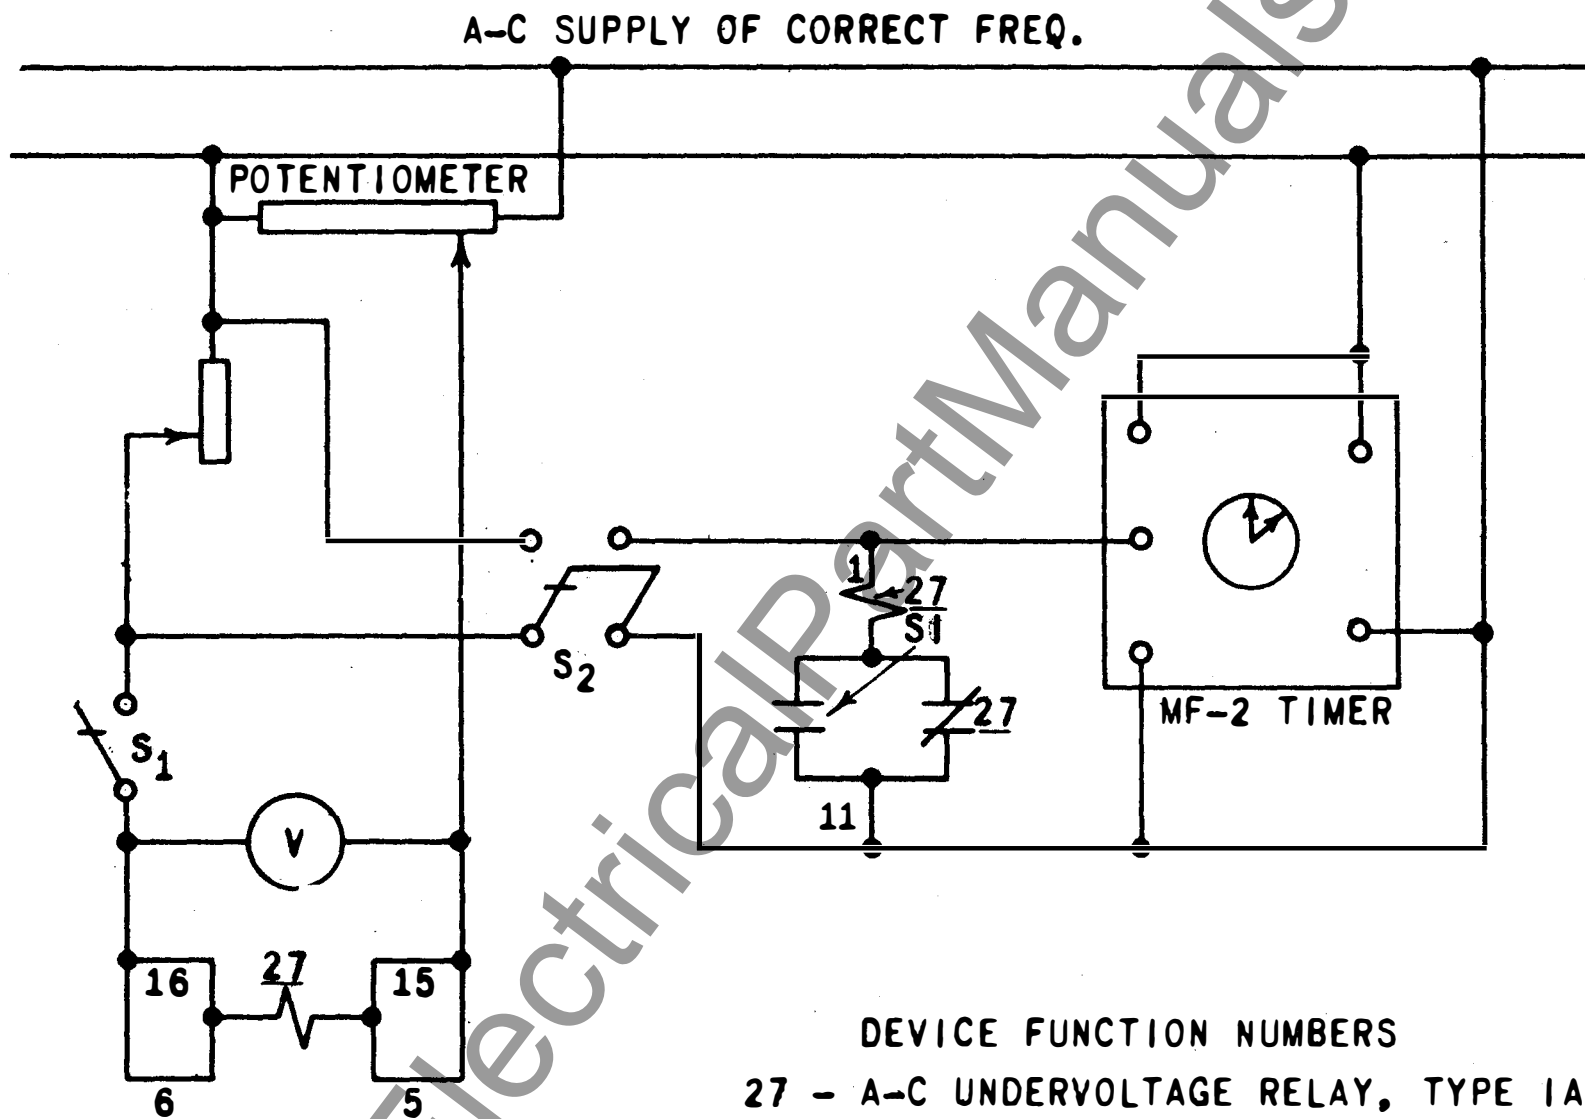 A-C SUPPLY OF CORRECT FREQ.
POTENTIOMETER
1
27
SI
S2
27
MF-2 TIMER
S1
11
V
16
27
15
6
5
DEVICE FUNCTION NUMBERS
27 - A-C UNDERVOLTAGE RELAY, TYPE IA
ElectricalPartManuals